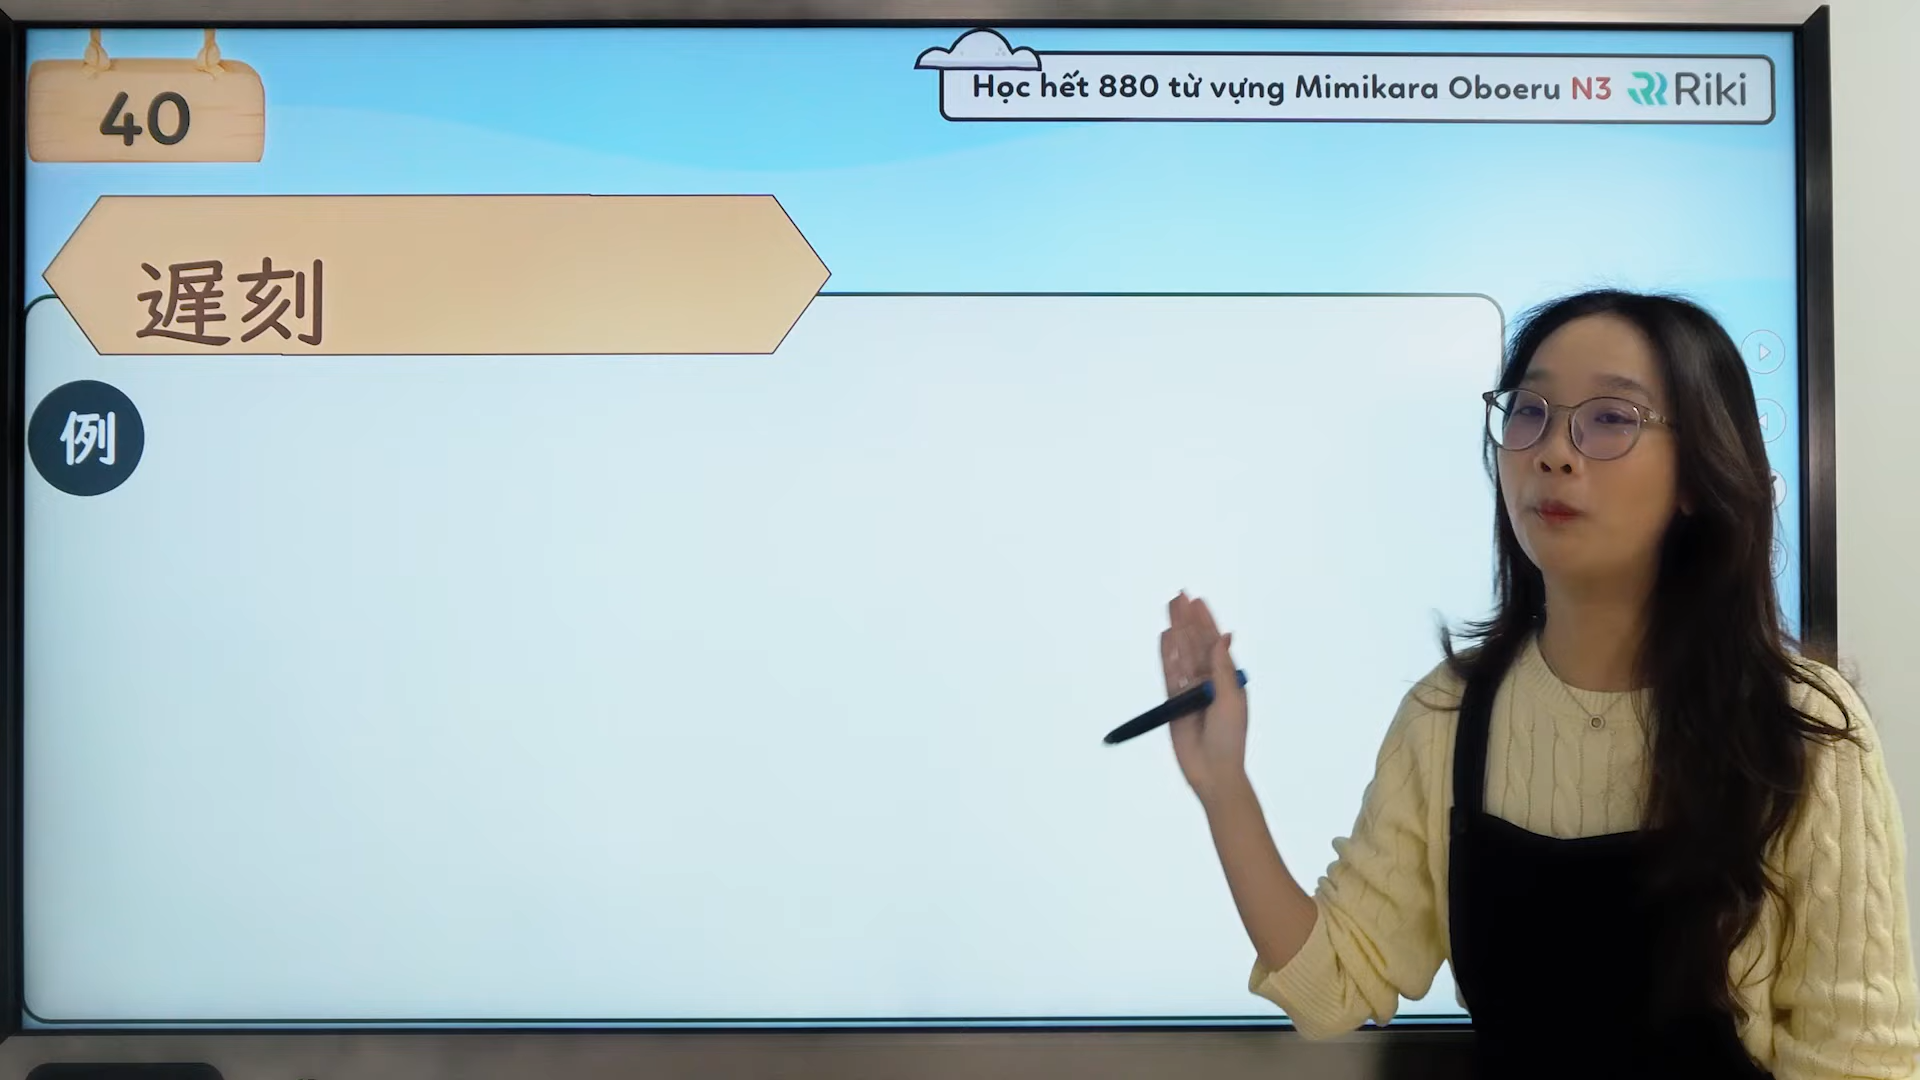 40
Học hết 880 từ vựng Mimikara Oboeru N3 Riki
遅刻
例